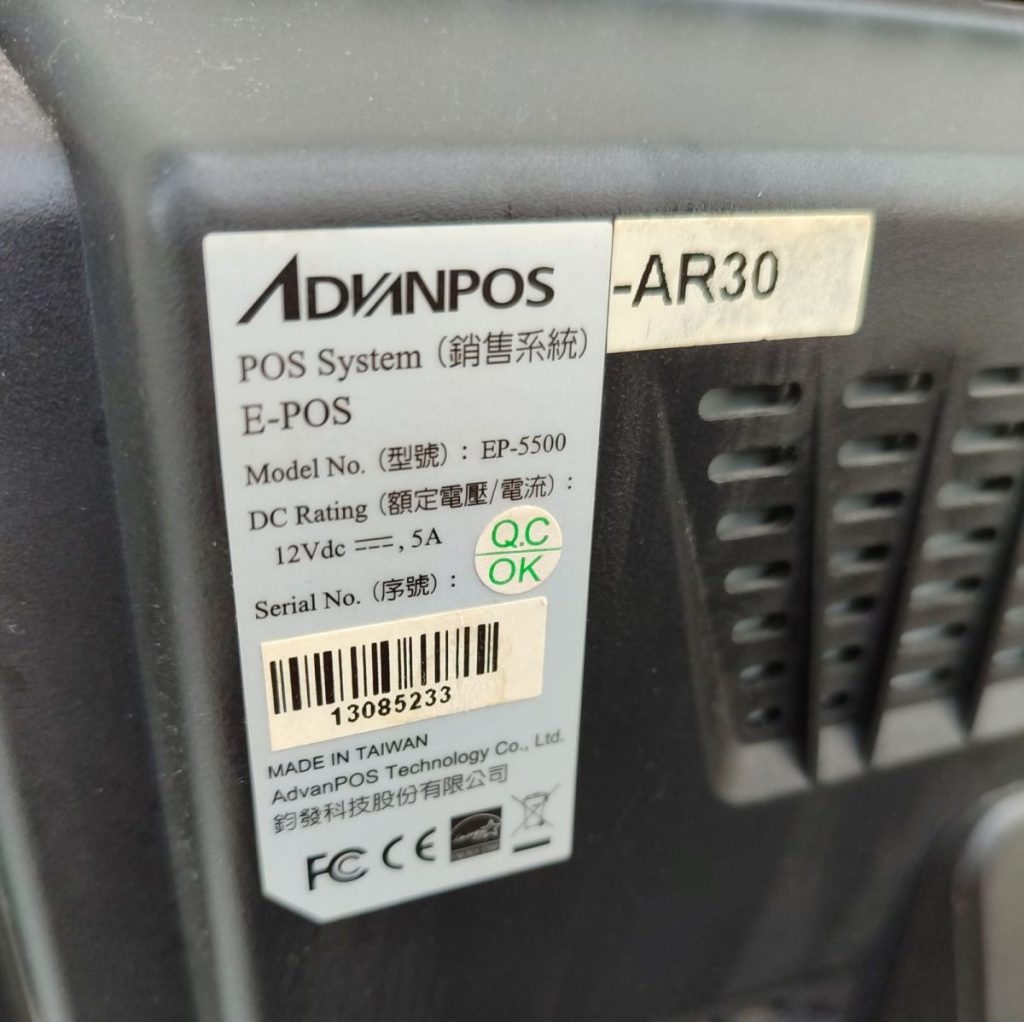 ADVANPOS
-AR30
POS System (銷售系統)
E-POS
Model No. (型號) : EP-5500
DC Rating (額定電壓/電流) :
12Vdc ⎓, 5A
Q.C
OK
Serial No. (序號) :
13085233
MADE IN TAIWAN
AdvanPOS Technology Co., Ltd.
鈞發科技股份有限公司
FC CE